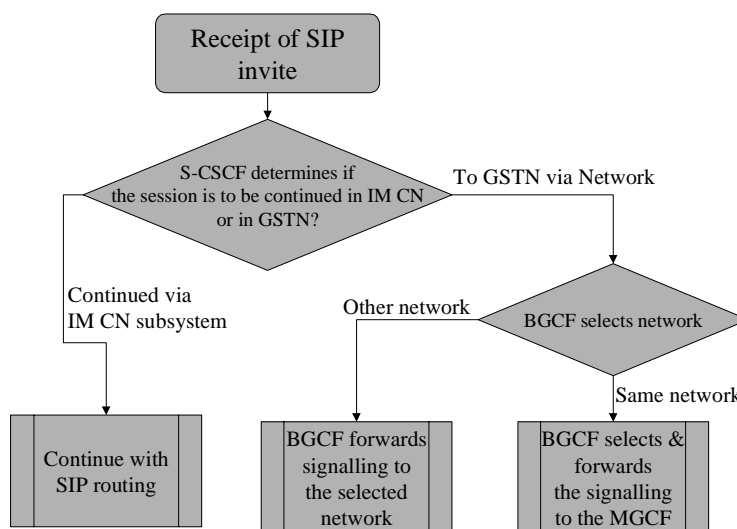 Receipt of SIP
invite
S-CSCF determines if
the session is to be continued in IM CN
or in GSTN?
To GSTN via Network
Continued via
IM CN subsystem
Other network
BGCF selects network
Same network
Continue with
SIP routing
BGCF forwards
signalling to
the selected
network
BGCF selects &
forwards
the signalling
to the MGCF